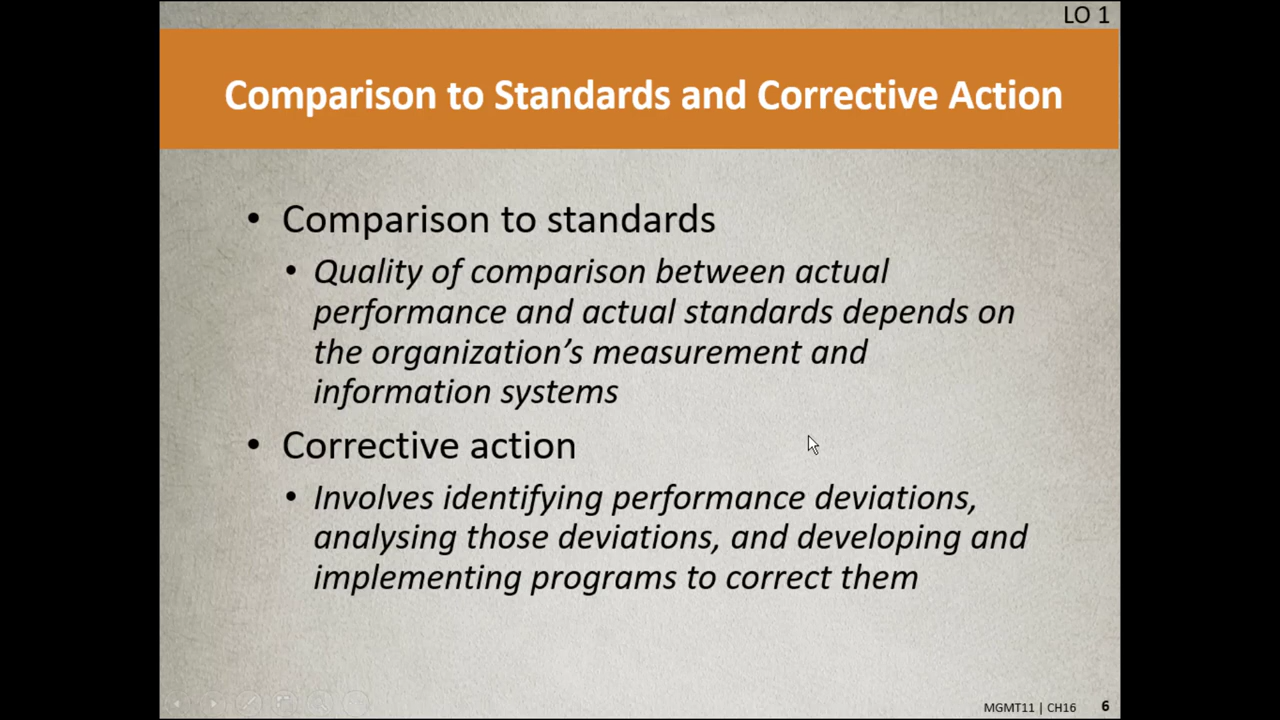 LO 1
Comparison to Standards and Corrective Action
• Comparison to standards
• Quality of comparison between actual
performance and actual standards depends on
the organization’s measurement and
information systems
• Corrective action
• Involves identifying performance deviations,
analysing those deviations, and developing and
implementing programs to correct them
MGMT11 | CH16 6